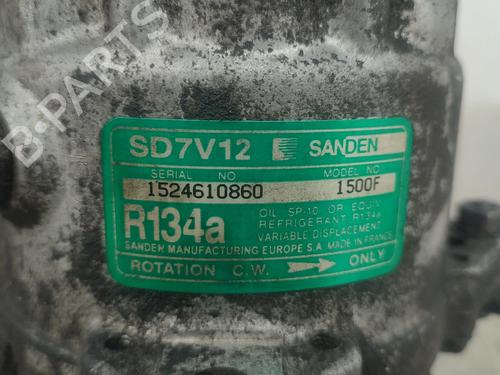 SD7V12 SANDEN
SERIAL NO MODEL NO
1524610860 1500F
R134a
OIL SP-10 OR EQUIV
REFRIGERANT R134a
VARIABLE DISPLACEMENT
SANDEN MANUFACTURING EUROPE S.A MADE IN FRANCE
ROTATION C.W. ONLY
B-PARTS